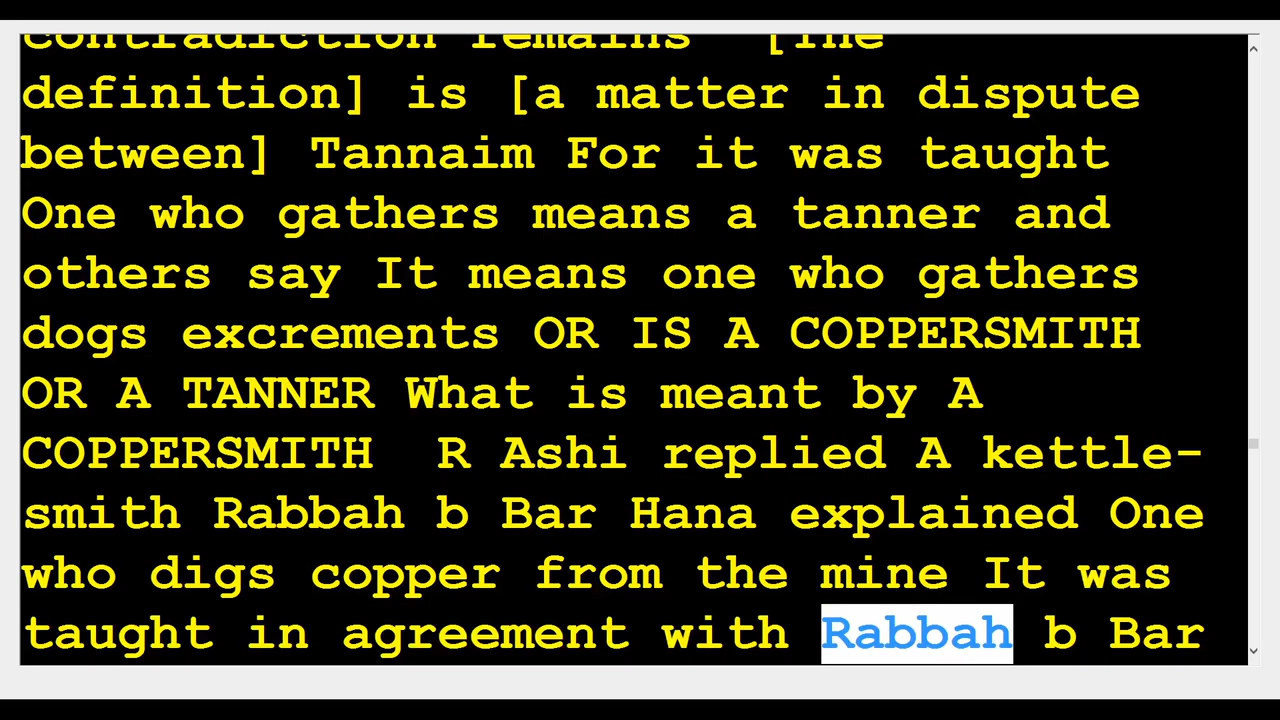 contradiction remains  [The
definition] is [a matter in dispute
between] Tannaim For it was taught
One who gathers means a tanner and
others say It means one who gathers
dogs excrements OR IS A COPPERSMITH
OR A TANNER What is meant by A
COPPERSMITH  R Ashi replied A kettle-
smith Rabbah b Bar Hana explained One
who digs copper from the mine It was
taught in agreement with Rabbah b Bar